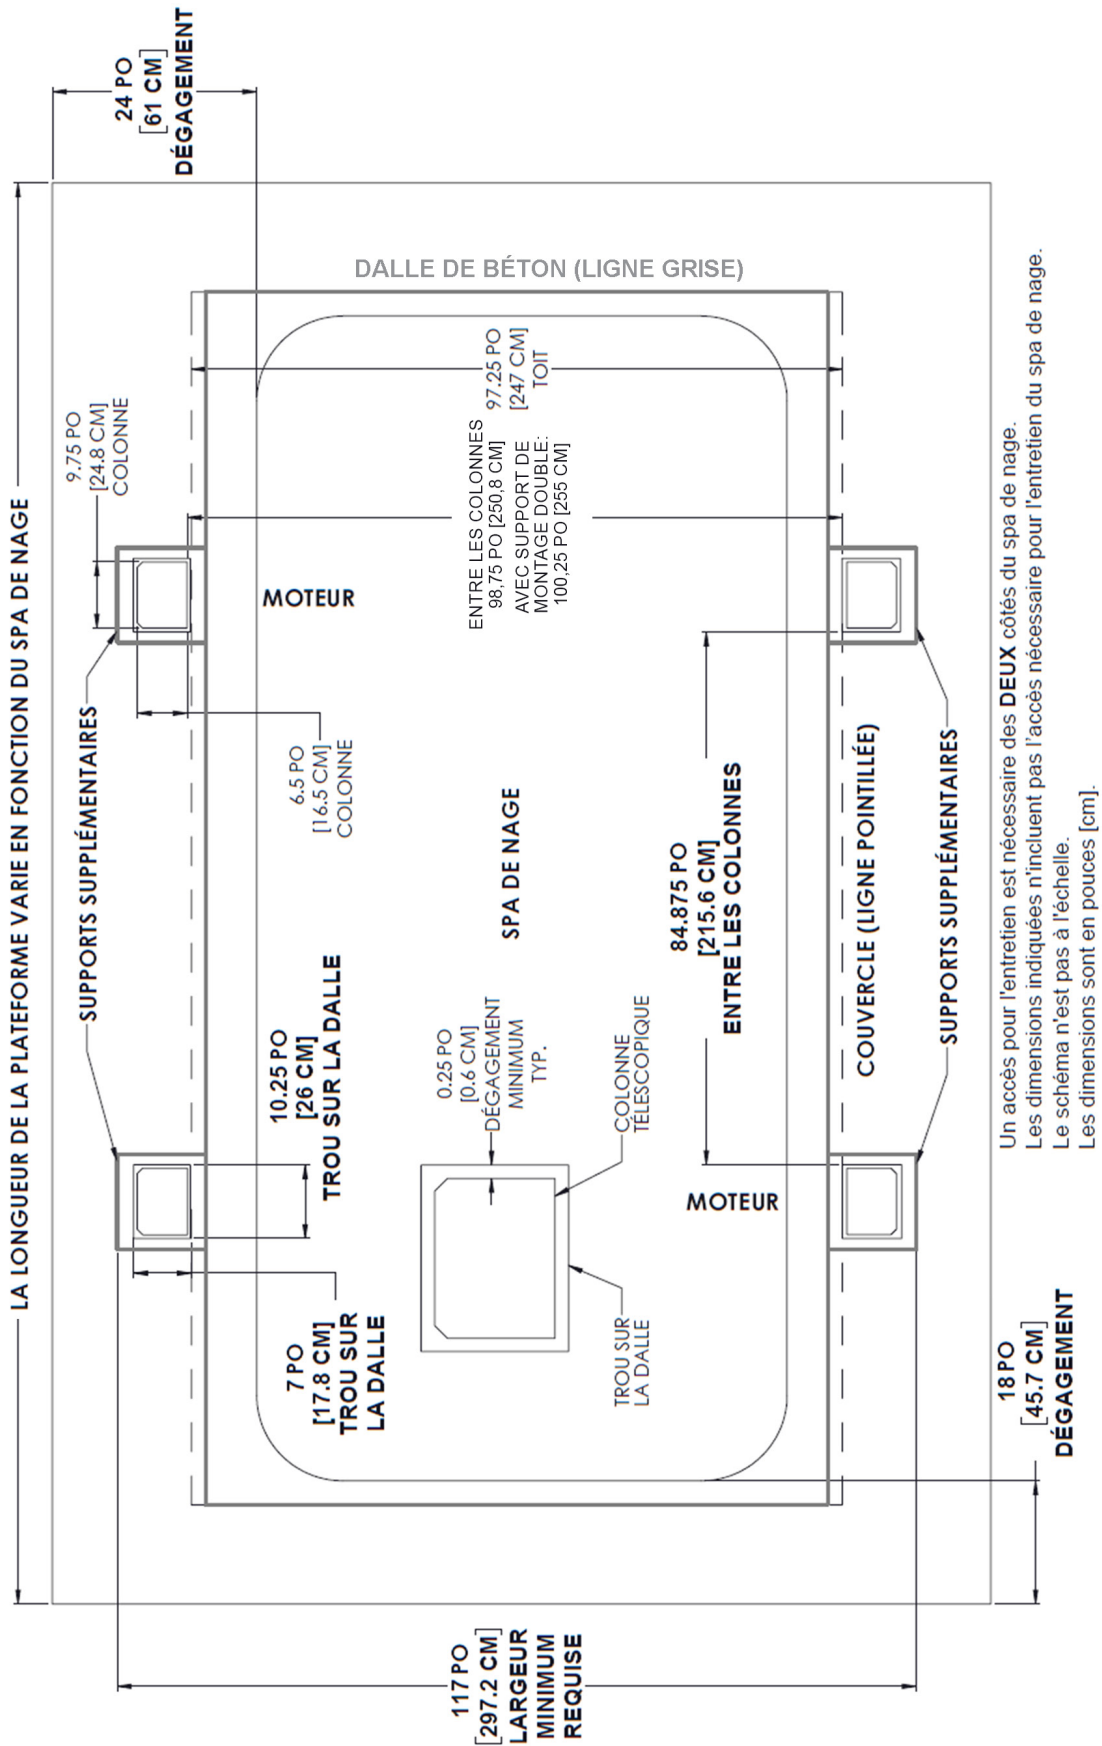 LA LONGUEUR DE LA PLATEFORME VARIE EN FONCTION DU SPA DE NAGE
24 PO
[61 CM]
DÉGAGEMENT
SUPPORTS SUPPLÉMENTAIRES
9.75 PO
[24.8 CM]
COLONNE
DALLE DE BÉTON (LIGNE GRISE)
MOTEUR
6.5 PO
[16.5 CM]
COLONNE
10.25 PO
[26 CM]
TROU SUR LA DALLE
7 PO
[17.8 CM]
TROU SUR
LA DALLE
97.25 PO
[247 CM]
TOIT
ENTRE LES COLONNES
98,75 PO [250,8 CM]
AVEC SUPPORT DE
MONTAGE DOUBLE:
100,25 PO [255 CM]
SPA DE NAGE
0.25 PO
[0.6 CM]
DÉGAGEMENT
MINIMUM
TYP.
COLONNE
TÉLESCOPIQUE
TROU SUR
LA DALLE
84.875 PO
[215.6 CM]
ENTRE LES COLONNES
MOTEUR
COUVERCLE (LIGNE POINTILLÉE)
SUPPORTS SUPPLÉMENTAIRES
117 PO
[297.2 CM]
LARGEUR
MINIMUM
REQUISE
18 PO
[45.7 CM]
DÉGAGEMENT
Un accès pour l'entretien est nécessaire des DEUX côtés du spa de nage.
Les dimensions indiquées n'incluent pas l'accès nécessaire pour l'entretien du spa de nage.
Le schéma n'est pas à l'échelle.
Les dimensions sont en pouces [cm].